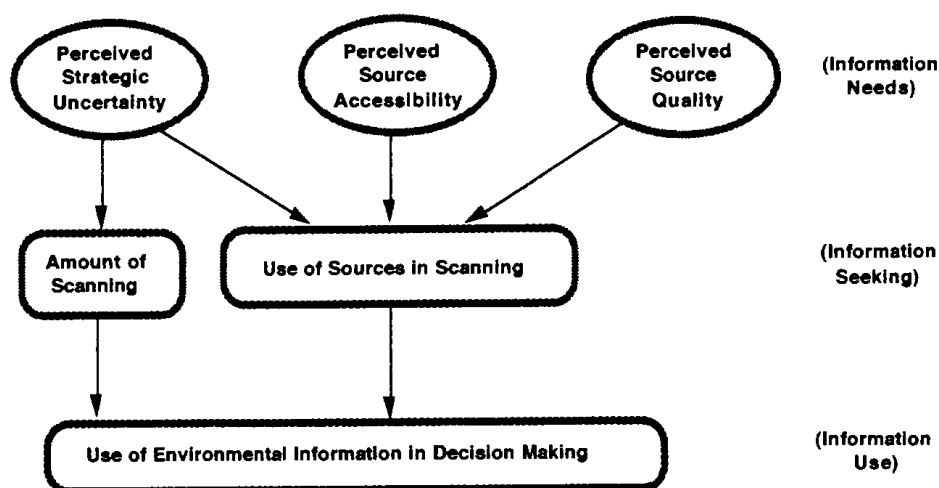 Perceived
Strategic
Uncertainty
Perceived
Source
Accessibility
Perceived
Source
Quality
(Information
Needs)
Amount of
Scanning
Use of Sources in Scanning
(Information
Seeking)
Use of Environmental Information in Decision Making
(Information
Use)